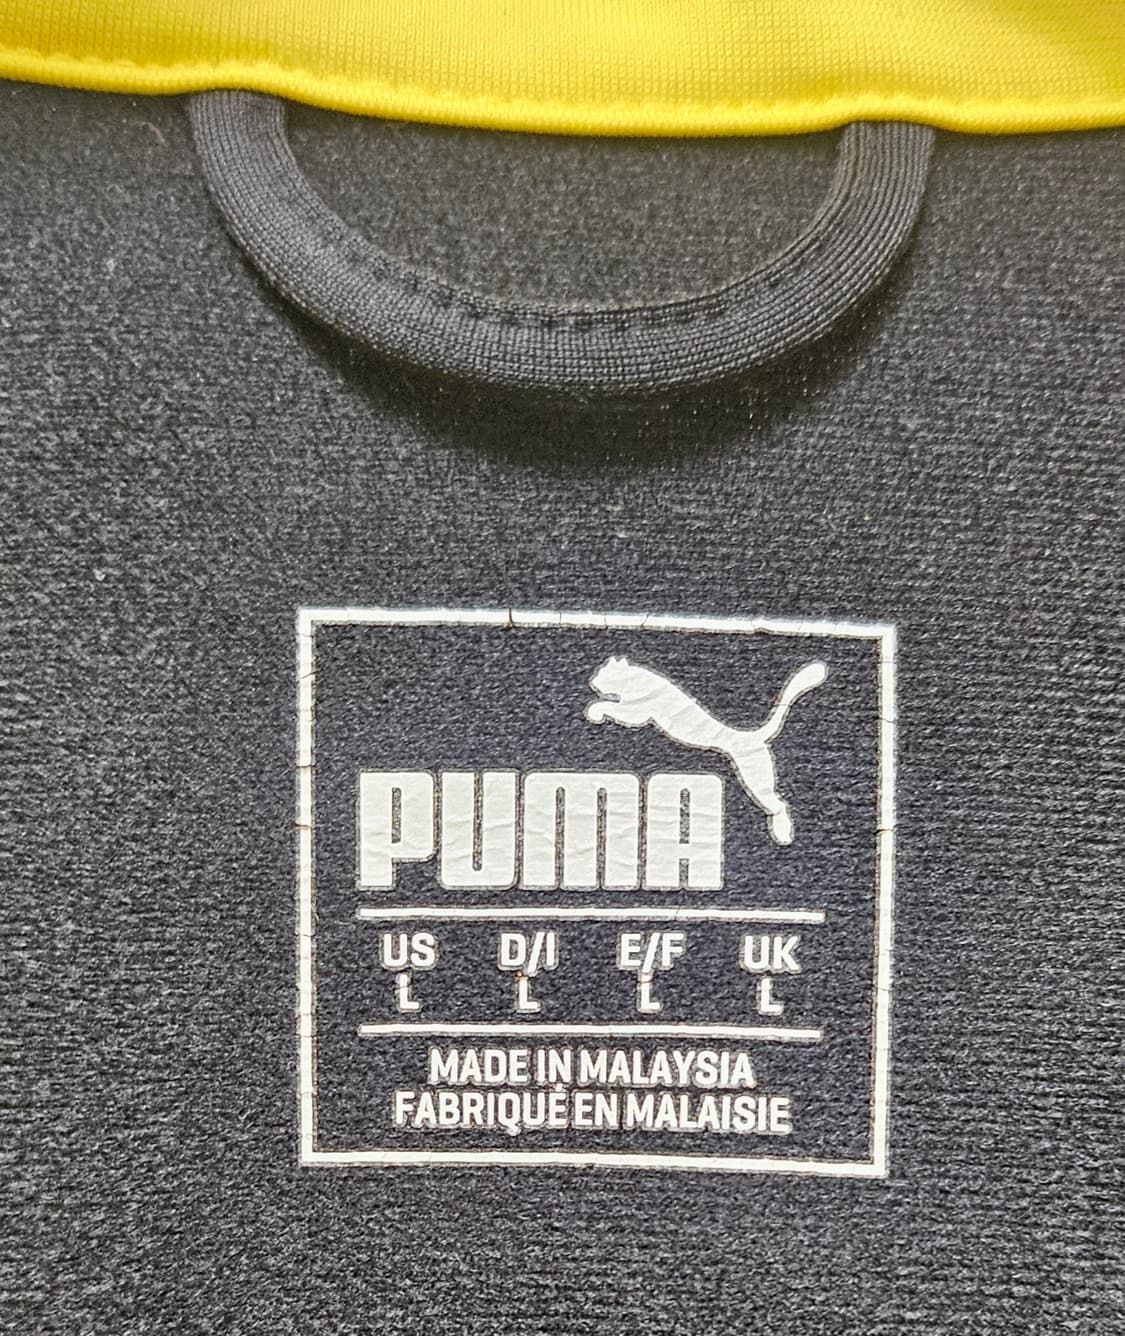 PUMA
US D/I E/F UK
L L L L
MADE IN MALAYSIA
FABRIQUÉ EN MALAISIE